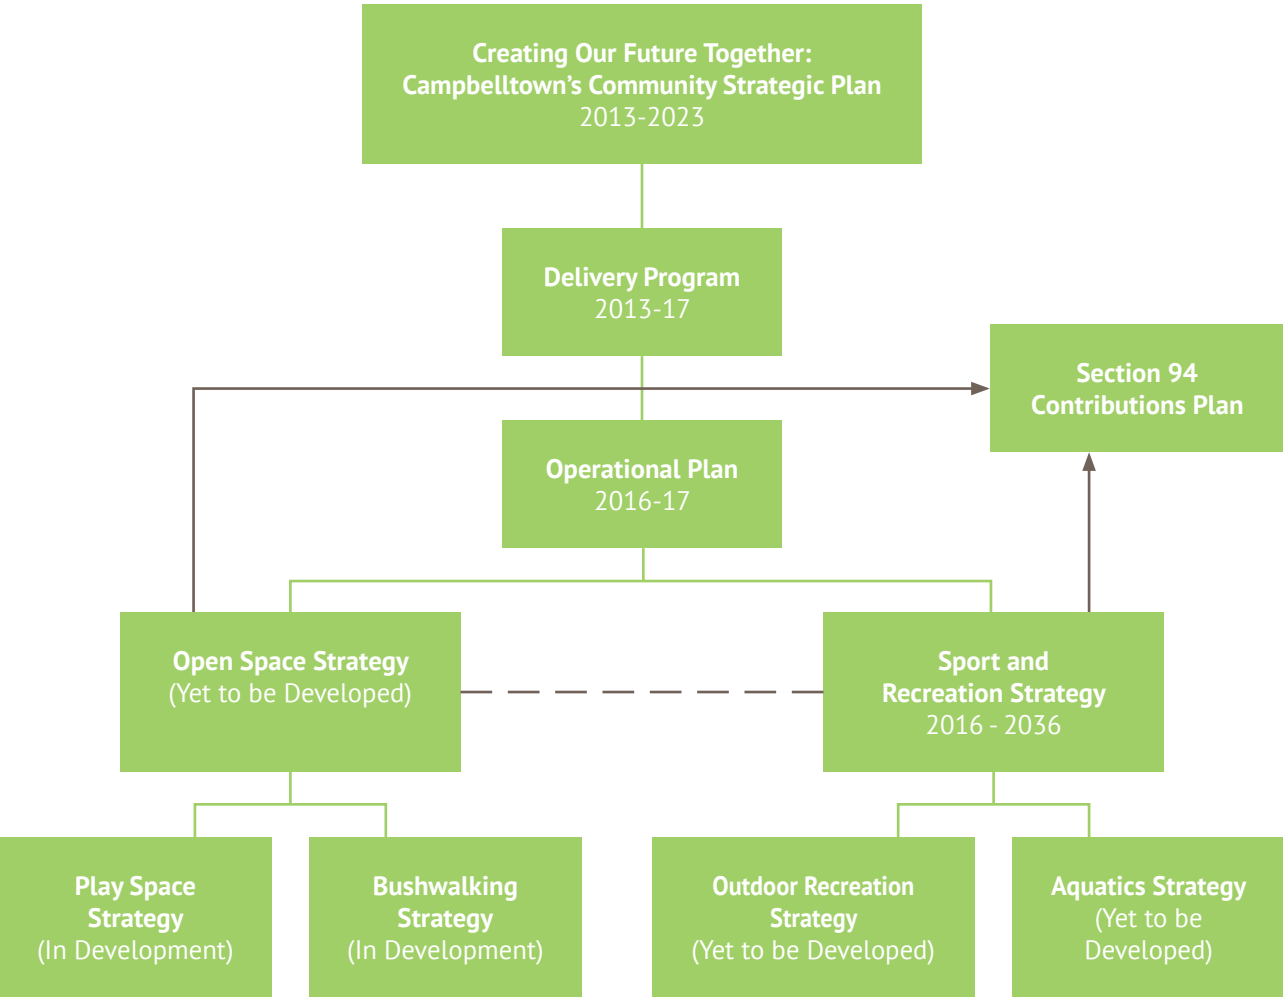 Creating Our Future Together:
Campbelltown’s Community Strategic Plan
2013-2023
Delivery Program
2013-17
Section 94
Contributions Plan
Operational Plan
2016-17
Open Space Strategy
(Yet to be Developed)
Sport and
Recreation Strategy
2016 - 2036
Play Space
Strategy
(In Development)
Bushwalking
Strategy
(In Development)
Outdoor Recreation
Strategy
(Yet to be Developed)
Aquatics Strategy
(Yet to be
Developed)